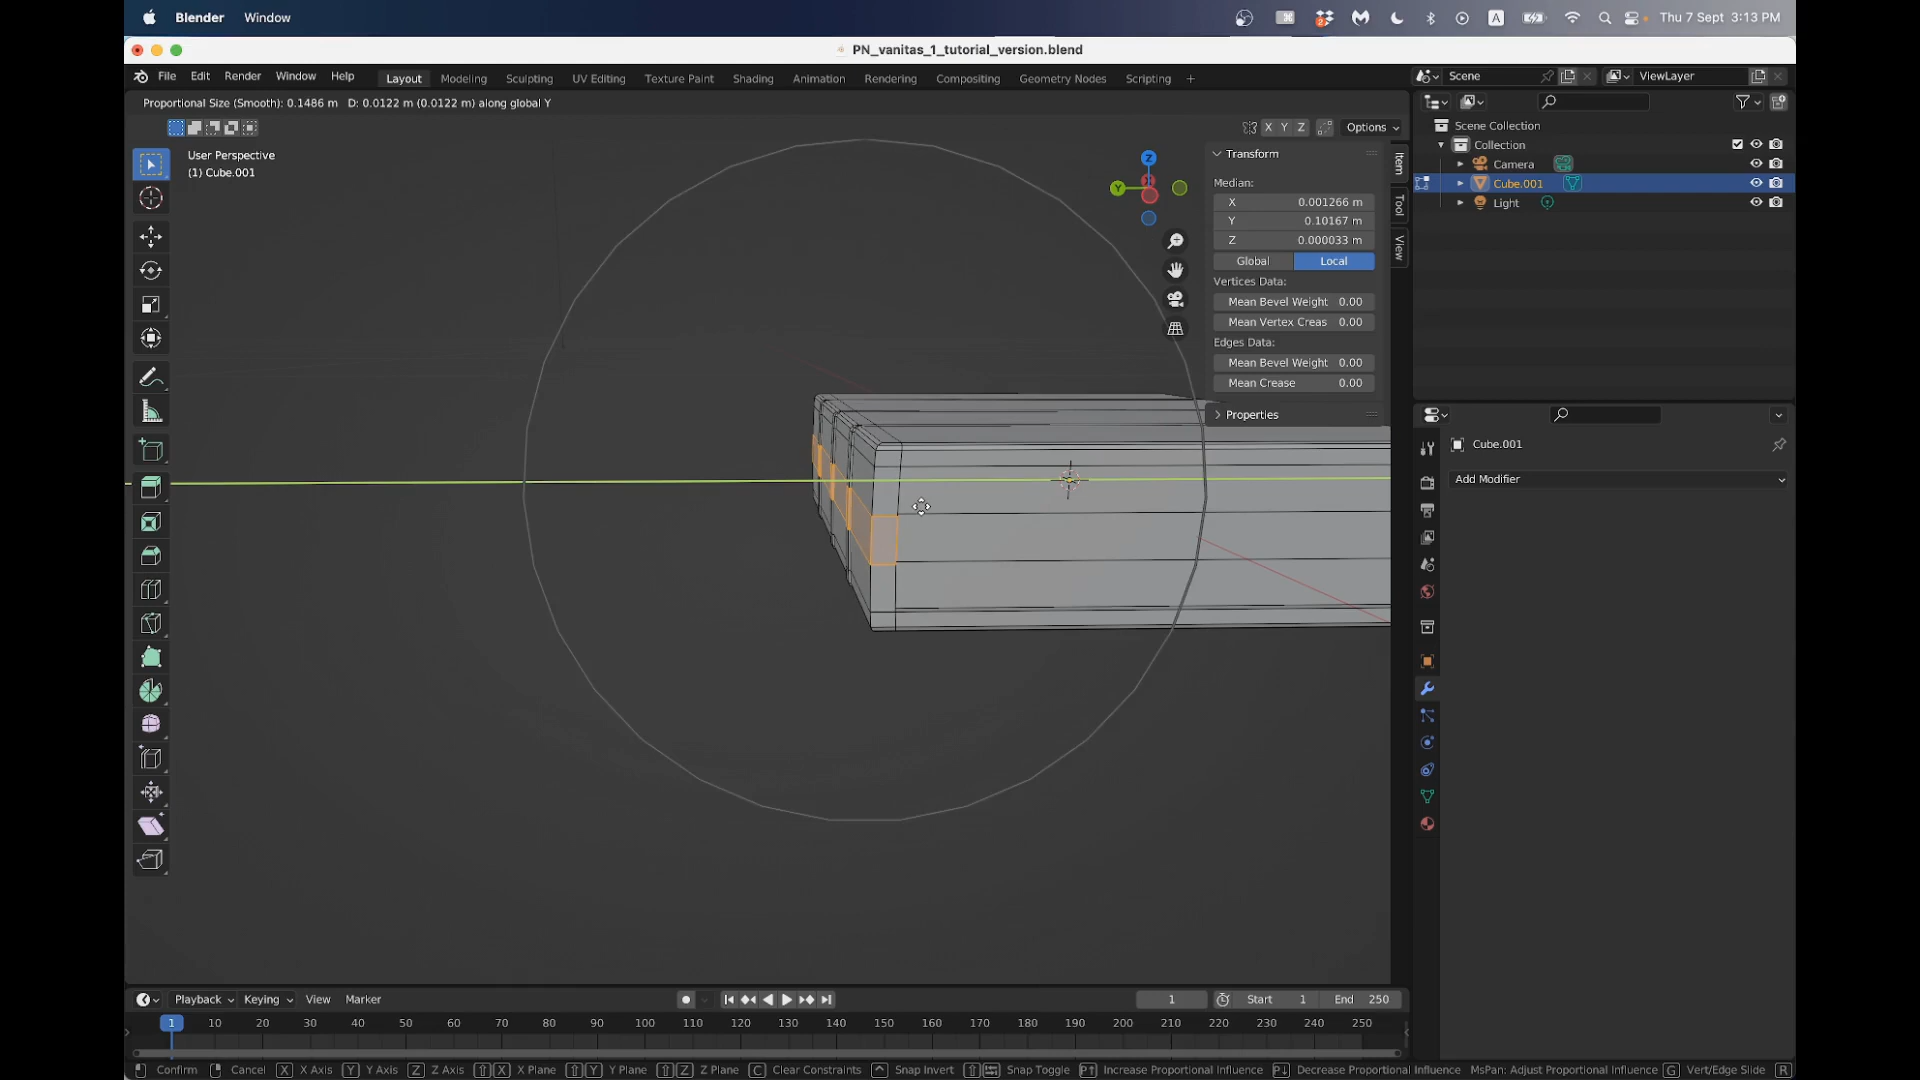 Blender Window
A
Thu 7 Sept 3:13 PM
PN_vanitas_1_tutorial_version.blend
File Edit Render Window Help
Layout Modeling Sculpting UV Editing Texture Paint Shading Animation Rendering Compositing Geometry Nodes Scripting +
Scene
ViewLayer
Proportional Size (Smooth): 0.1486 m D: 0.0122 m (0.0122 m) along global Y
X Y Z
Options
User Perspective
(1) Cube.001
Z
Y
Transform
Median:
X 0.001266 m
Y 0.10167 m
Z 0.000033 m
Global Local
Vertices Data:
Mean Bevel Weight 0.00
Mean Vertex Creas 0.00
Edges Data:
Mean Bevel Weight 0.00
Mean Crease 0.00
Properties
Item
Tool
View
Scene Collection
Collection
Camera
Cube.001
Light
Cube.001
Add Modifier
Playback Keying View Marker
1
Start 1
End 250
1 10 20 30 40 50 60 70 80 90 100 110 120 130 140 150 160 170 180 190 200 210 220 230 240 250
Confirm Cancel X X Axis Y Y Axis Z Z Axis X X Plane Y Y Plane Z Z Plane C Clear Constraints Snap Invert Snap Toggle Increase Proportional Influence Decrease Proportional Influence MsPan: Adjust Proportional Influence G Vert/Edge Slide R